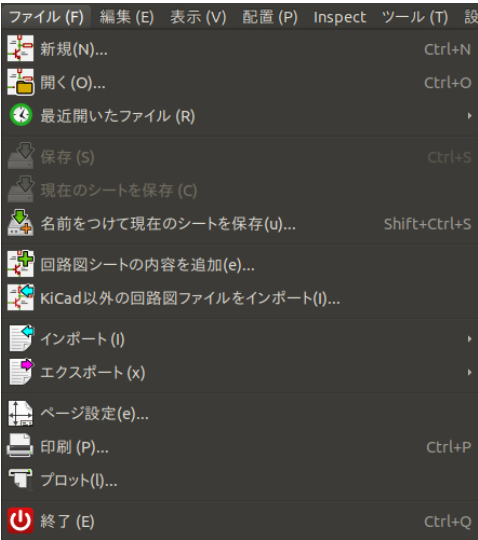 ファイル (F) 編集 (E) 表示 (V) 配置 (P) Inspect ツール (T) 設
新規(N)... Ctrl+N
開く(O)... Ctrl+O
最近開いたファイル (R)
保存 (S) Ctrl+S
現在のシートを保存 (C)
名前をつけて現在のシートを保存(u)... Shift+Ctrl+S
回路図シートの内容を追加(e)...
KiCad以外の回路図ファイルをインポート(I)...
インポート(I)
エクスポート(x)
ページ設定(e)...
印刷 (P)... Ctrl+P
プロット(l)...
終了 (E) Ctrl+Q